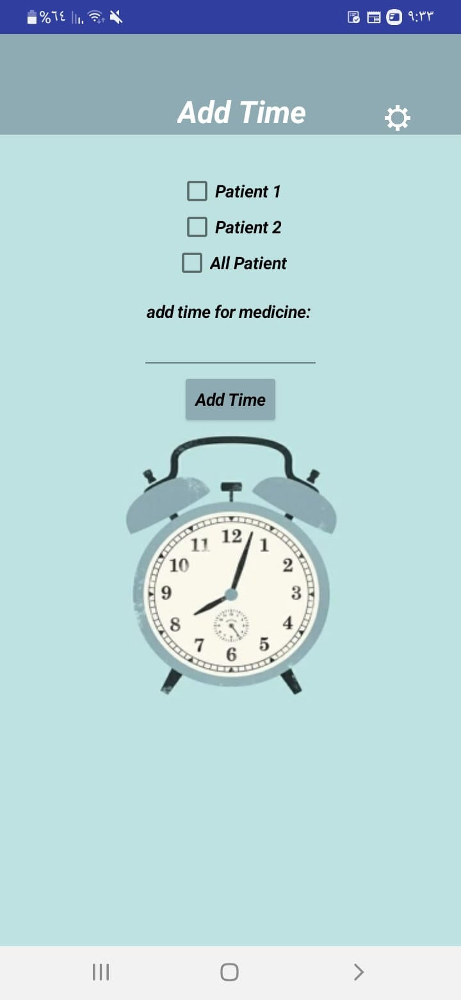 %٦٤ ٩:٣٣
Add Time
Patient 1
Patient 2
All Patient
add time for medicine:
Add Time
12
11 1
10 2
9 3
8 4
7 5
6